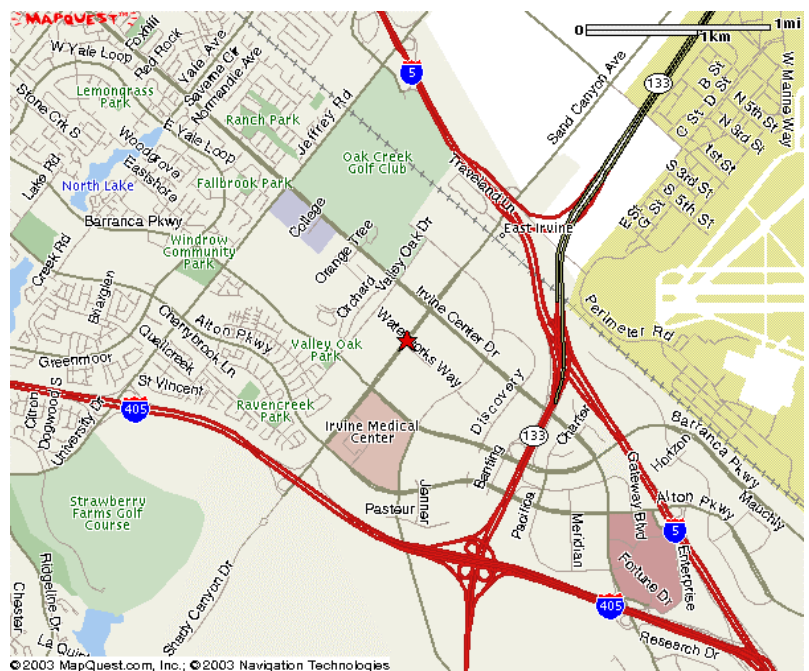 MAPQUEST
0
1km
1mi
Foxhill
Red Rock
Yale Ave
Severne Cir
Normandie Ave
W Yale Loop
Lemongrass
Park
Stone Crk S
Woodgrove
Eastshore
E Yale Loop
Ranch Park
Jeffrey Rd
5
Sand Canyon Ave
133
W Marine Way
B St
D St
C St
N 5th St
N 3rd St
1st St
S 3rd St
S 5th St
E St
G St
Oak Creek
Golf Club
Traveland Ln
East Irvine
Lake Rd
North Lake
Fallbrook Park
Barranca Pkwy
College
Orange Tree
Orchard
Valley Oak Dr
Windrow
Community
Park
Creek Rd
Briarglen
Irvine Center Dr
Perimeter Rd
Alton Pkwy
Cherrybrook Ln
Quailcreek
Valley Oak
Park
Waterworks Way
Greenmoor
St Vincent
Discovery
Citron
Dogwood S
University Dr
405
Ravencreek
Park
Irvine Medical
Center
133
Charter
Barranca Pkwy
Horizon
Mauchly
Banting
Gateway Blvd
Alton Pkwy
Strawberry
Farms Golf
Course
Pasteur
Jenner
Pacifica
Meridian
5
Enterprise
Fortune Dr
Ridgeline Dr
Chester
Shady Canyon Dr
405
Research Dr
La Quin
©2003 MapQuest.com, Inc.; ©2003 Navigation Technologies